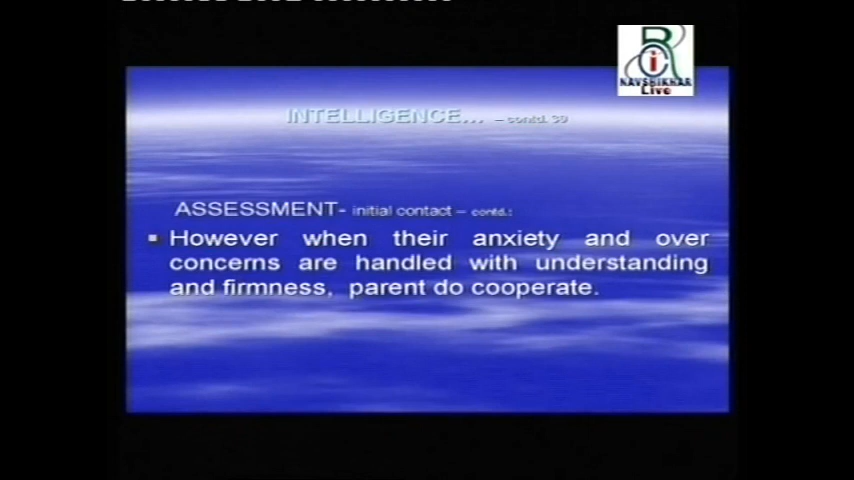 RCi
NAVSHIKHAR
Live
INTELLIGENCE... – contd. 39
ASSESSMENT- initial contact – contd.:
▪ However when their anxiety and over
concerns are handled with understanding
and firmness, parent do cooperate.